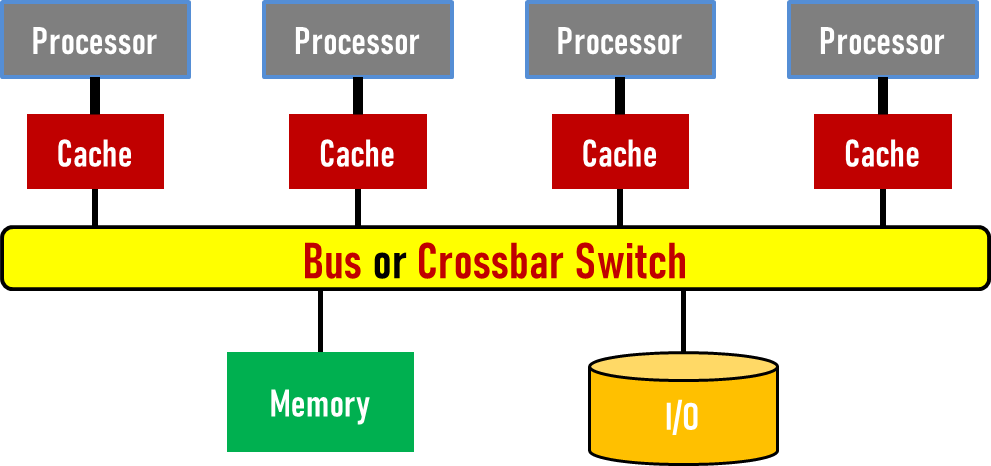 Processor
Processor
Processor
Processor
Cache
Cache
Cache
Cache
Bus or Crossbar Switch
Memory
I/O